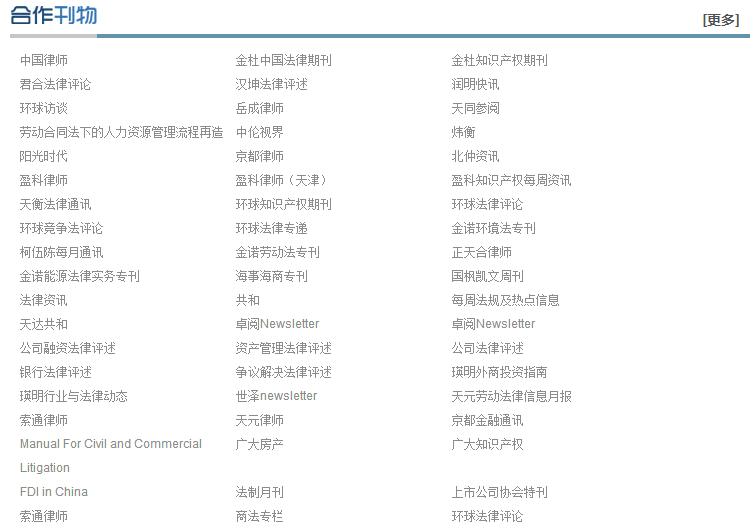 合作刊物
[更多]
中国律师 金杜中国法律期刊 金杜知识产权期刊
君合法律评论 汉坤法律评述 润明快讯
环球访谈 岳成律师 天同参阅
劳动合同法下的人力资源管理流程再造 中伦视界 炜衡
阳光时代 京都律师 北仲资讯
盈科律师 盈科律师（天津） 盈科知识产权每周资讯
天衡法律通讯 环球知识产权期刊 环球法律评论
环球竞争法评论 环球法律专递 金诺环境法专刊
柯伍陈每月通讯 金诺劳动法专刊 正天合律师
金诺能源法律实务专刊 海事海商专刊 国枫凯文周刊
法律资讯 共和 每周法规及热点信息
天达共和 卓阅Newsletter 卓阅Newsletter
公司融资法律评述 资产管理法律评述 公司法律评述
银行法律评述 争议解决法律评述 瑛明外商投资指南
瑛明行业与法律动态 世泽newsletter 天元劳动法律信息月报
索通律师 天元律师 京都金融通讯
Manual For Civil and Commercial 广大房产 广大知识产权
Litigation
FDI in China 法制月刊 上市公司协会特刊
索通律师 商法专栏 环球法律评论